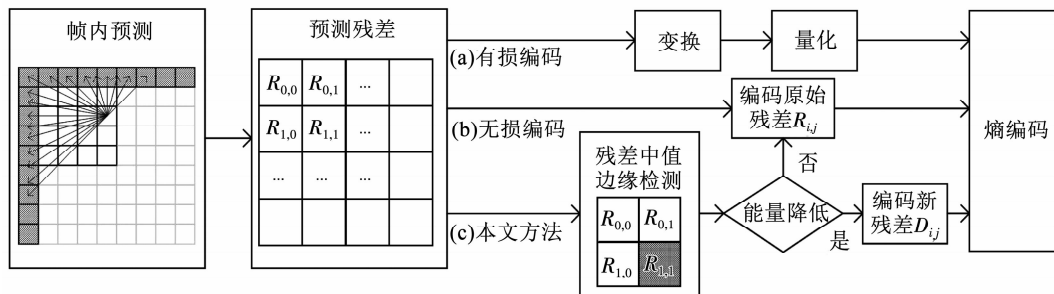 帧内预测
预测残差
R0,0 R0,1 ...
R1,0 R1,1 ...
... ... ...
(a)有损编码
变换
量化
(b)无损编码
编码原始
残差Ri,j
(c)本文方法
残差中值
边缘检测
R0,0 R0,1
R1,0 R1,1
能量降低
否
是
编码新
残差Di,j
熵编码